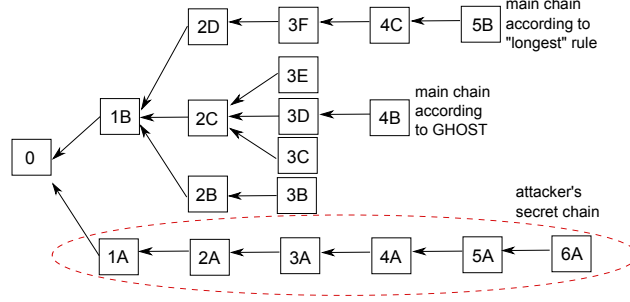 main chain
according to
"longest" rule
2D
3F
4C
5B
3E
main chain
according
to GHOST
1B
2C
3D
4B
0
3C
2B
3B
attacker's
secret chain
1A
2A
3A
4A
5A
6A